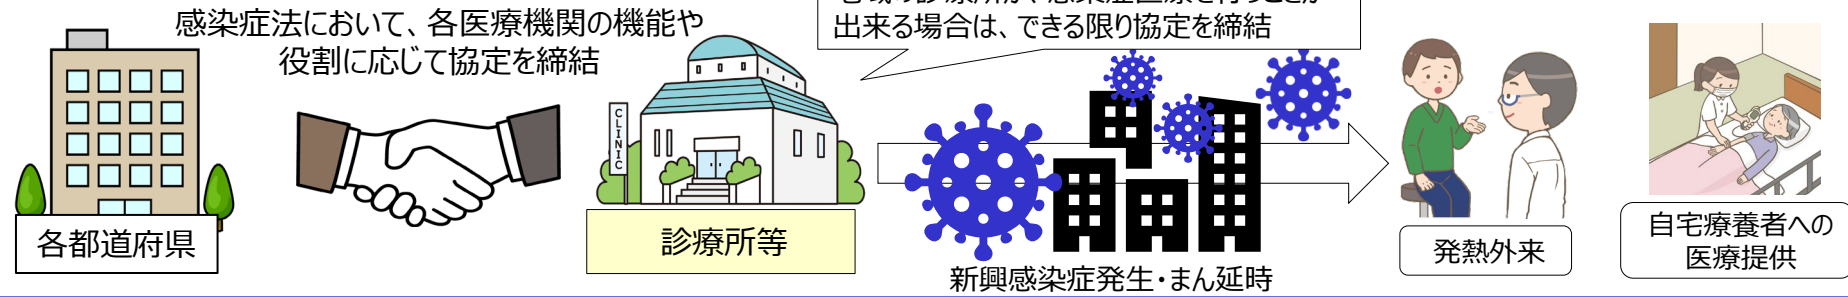 感染症法において、各医療機関の機能や
役割に応じて協定を締結
出来る場合は、できる限り協定を締結
CLINIC
各都道府県
診療所等
新興感染症発生・まん延時
発熱外来
自宅療養者への
医療提供